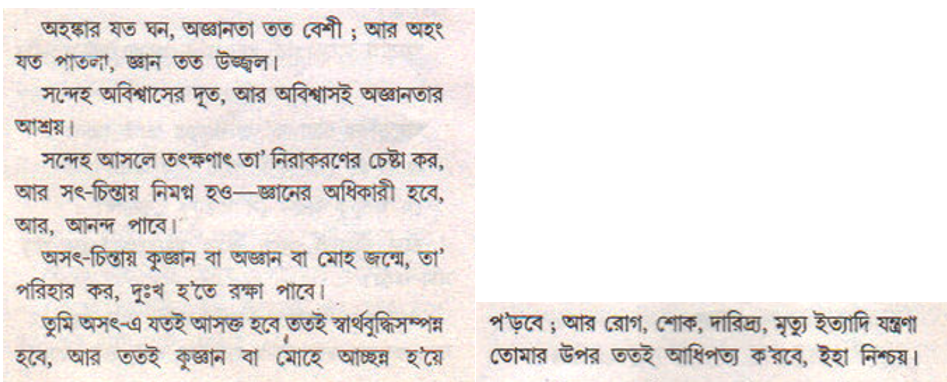 অহঙ্কার যত ঘন, অজ্ঞানতা তত বেশী ; আর অহং
যত পাতলা, জ্ঞান তত উজ্জ্বল।
সন্দেহ অবিশ্বাসের দূত, আর অবিশ্বাসই অজ্ঞানতার
আশ্রয়।
সন্দেহ আসলে তৎক্ষণাৎ তা' নিরাকরণের চেষ্টা কর,
আর সৎ-চিন্তায় নিমগ্ন হও—জ্ঞানের অধিকারী হবে,
আর, আনন্দ পাবে।
অসৎ-চিন্তায় কুজ্ঞান বা অজ্ঞান বা মোহ জন্মে, তা'
পরিহার কর, দুঃখ হ'তে রক্ষা পাবে।
তুমি অসৎ-এ যতই আসক্ত হবে ততই স্বার্থবুদ্ধিসম্পন্ন
হবে, আর ততই কুজ্ঞান বা মোহে আচ্ছন্ন হ'য়ে
প'ড়বে ; আর রোগ, শোক, দারিদ্র্য, মৃত্যু ইত্যাদি যন্ত্রণা
তোমার উপর ততই আধিপত্য ক'রবে, ইহা নিশ্চয়।